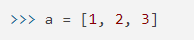 >>> a = [1, 2, 3]